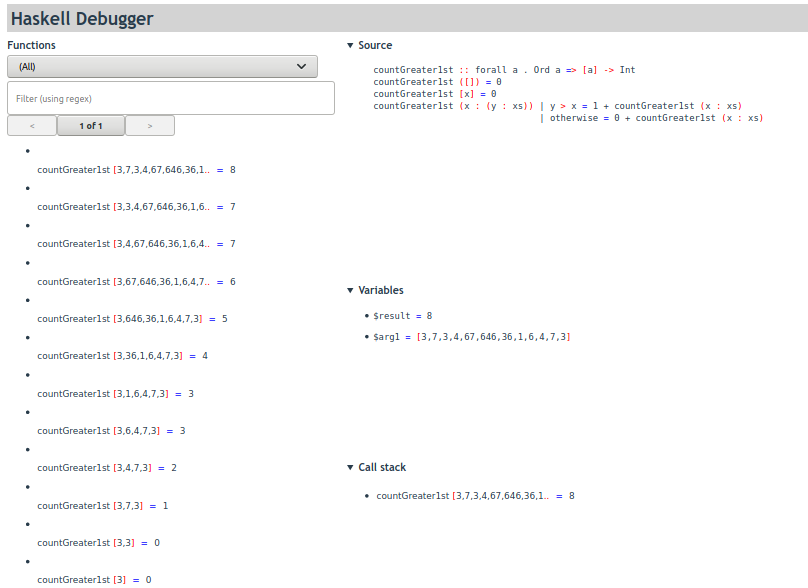 Haskell Debugger
Functions
(All)
Filter (using regex)
< 1 of 1 >
countGreater1st [3,7,3,4,67,646,36,1.. = 8
countGreater1st [3,3,4,67,646,36,1,6.. = 7
countGreater1st [3,4,67,646,36,1,6,4.. = 7
countGreater1st [3,67,646,36,1,6,4,7.. = 6
countGreater1st [3,646,36,1,6,4,7,3] = 5
countGreater1st [3,36,1,6,4,7,3] = 4
countGreater1st [3,1,6,4,7,3] = 3
countGreater1st [3,6,4,7,3] = 3
countGreater1st [3,4,7,3] = 2
countGreater1st [3,7,3] = 1
countGreater1st [3,3] = 0
countGreater1st [3] = 0
Source
countGreater1st :: forall a . Ord a => [a] -> Int
countGreater1st ([]) = 0
countGreater1st [x] = 0
countGreater1st (x : (y : xs)) | y > x = 1 + countGreater1st (x : xs)
| otherwise = 0 + countGreater1st (x : xs)
Variables
$result = 8
$arg1 = [3,7,3,4,67,646,36,1,6,4,7,3]
Call stack
countGreater1st [3,7,3,4,67,646,36,1.. = 8